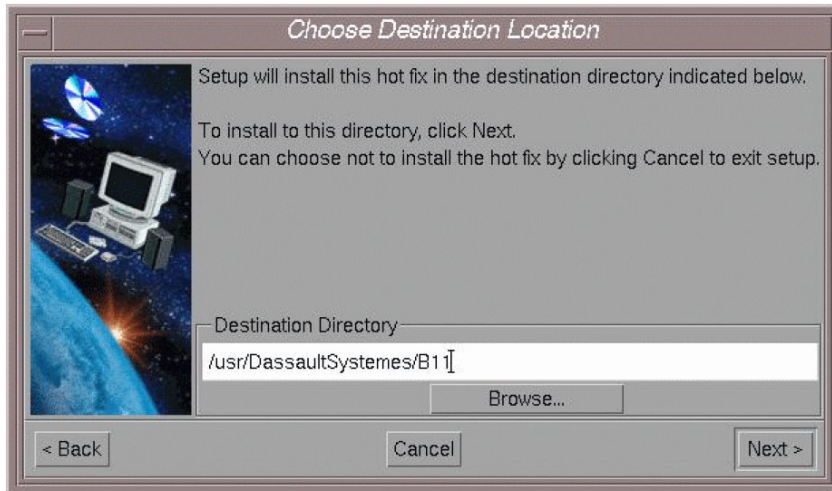 Choose Destination Location
Setup will install this hot fix in the destination directory indicated below.
To install to this directory, click Next.
You can choose not to install the hot fix by clicking Cancel to exit setup.
Destination Directory
/usr/DassaultSystemes/B11
Browse...
< Back
Cancel
Next >